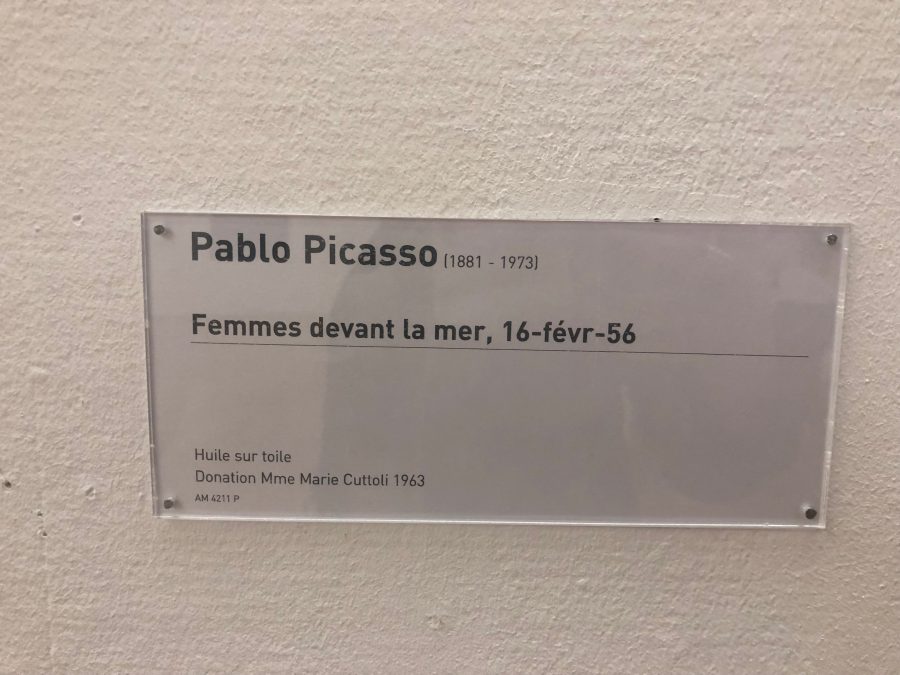 Pablo Picasso (1881 - 1973)
Femmes devant la mer, 16-févr-56
Huile sur toile
Donation Mme Marie Cuttoli 1963
AM 4211 P